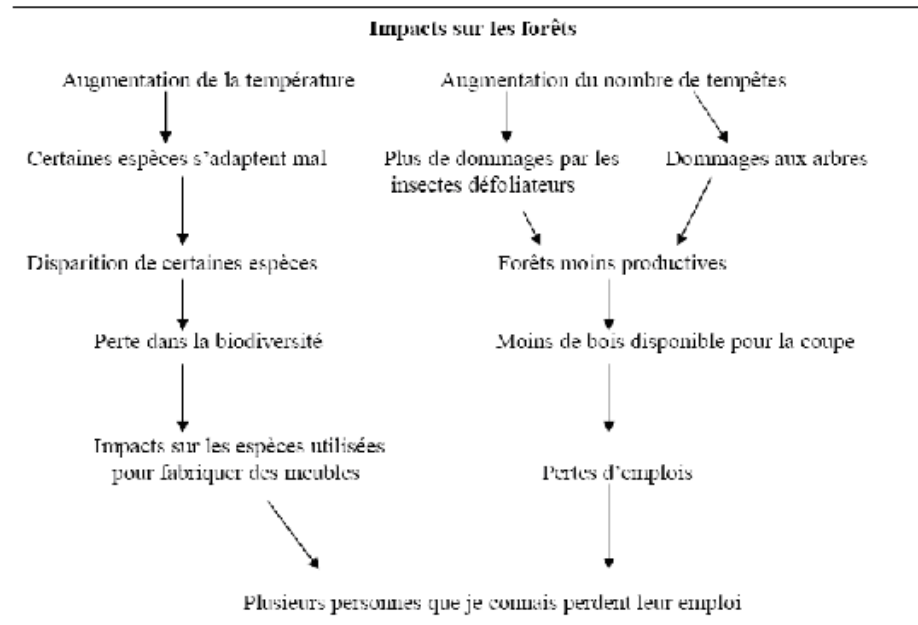 Impacts sur les forêts
Augmentation de la température
Augmentation du nombre de tempêtes
Certaines espèces s'adaptent mal
Plus de dommages par les
insectes défoliateurs
Dommages aux arbres
Disparition de certaines espèces
Forêts moins productives
Perte dans la biodiversité
Moins de bois disponible pour la coupe
Impacts sur les espèces utilisées
pour fabriquer des meubles
Pertes d'emplois
Plusieurs personnes que je connais perdent leur emploi